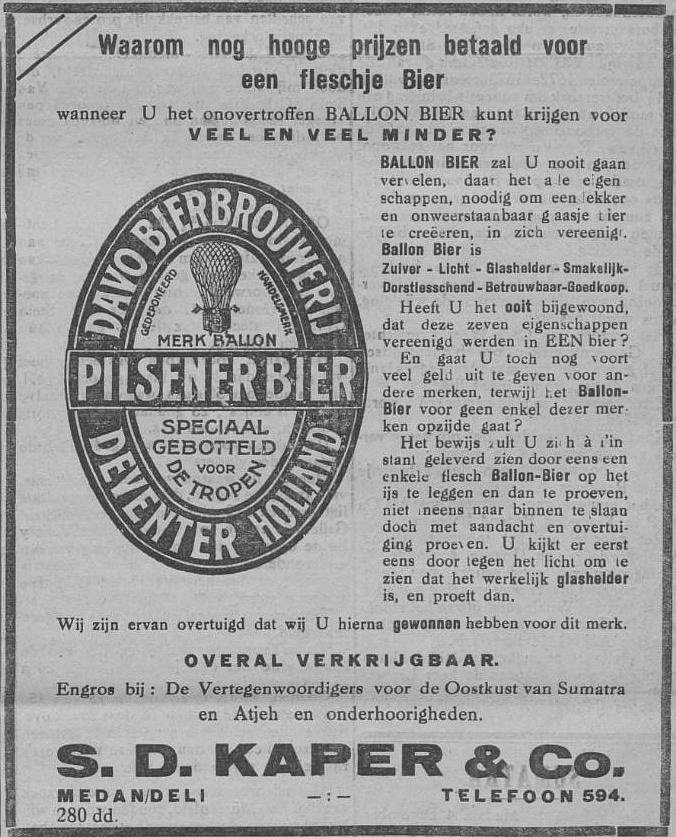 Waarom nog hooge prijzen betaald voor
een fleschje Bier
wanneer U het onovertroffen BALLON BIER kunt krijgen voor
VEEL EN VEEL MINDER?
DAVO BIERBROUWERIJ
GEDEPONEERD
HANDELSMERK
MERK BALLON
PILSENER BIER
SPECIAAL
GEBOTTELD
VOOR
DE TROPEN
DEVENTER HOLLAND
BALLON BIER zal U nooit gaan
vervelen, daar het alle eigen
schappen, noodig om een lekker
en onweerstaanbaar glaasje bier
te creëeren, in zich vereenigt.
Ballon Bier is
Zuiver - Licht - Glashelder - Smakelijk-
Dorstlesschend - Betrouwbaar-Goedkoop.
Heeft U het ooit bijgewoond,
dat deze zeven eigenschappen
vereenigd werden in EEN bier?
En gaat U toch nog voort
veel geld uit te geven voor an-
dere merken, terwijl het Ballon-
Bier voor geen enkel dezer mer-
ken opzijde gaat?
Het bewijs zult U zich à l'in
stant geleverd zien door eens een
enkele flesch Ballon-Bier op het
ijs te leggen en dan te proeven,
niet ineens naar binnen te slaan
doch met aandacht en overtui-
ging proeven. U kijkt er eerst
eens door tegen het licht om te
zien dat het werkelijk glashelder
is, en proeft dan.
Wij zijn ervan overtuigd dat wij U hierna gewonnen hebben voor dit merk.
OVERAL VERKRIJGBAAR.
Engros bij: De Vertegenwoordigers voor de Oostkust van Sumatra
en Atjeh en onderhoorigheden.
S. D. KAPER & Co.
MEDAN/DELI -:- TELEFOON 594.
280 dd.